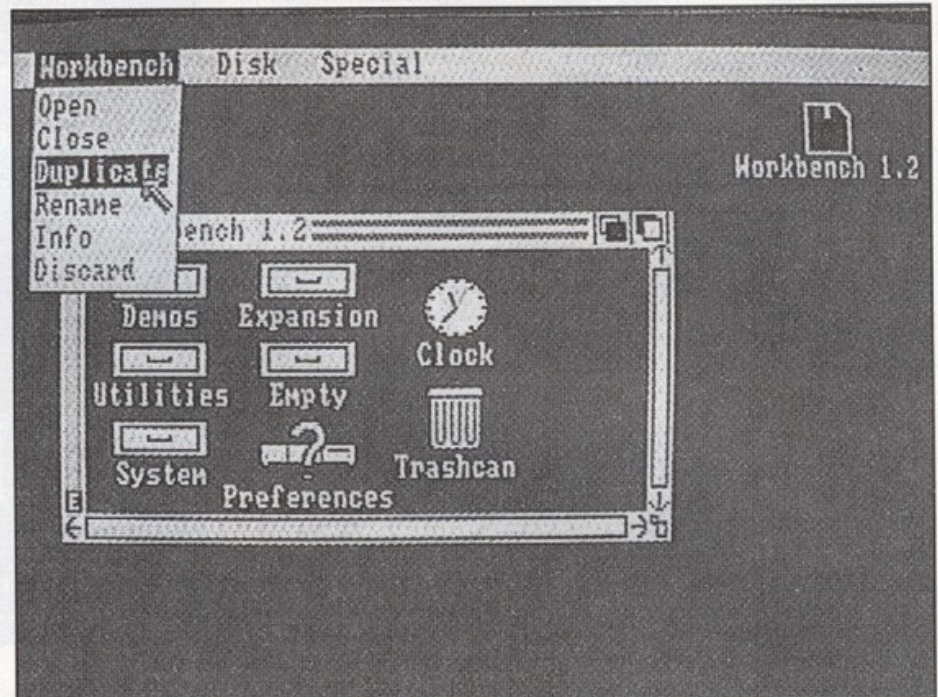 Workbench Disk Special
Open
Close
Duplicate
Rename
Info
Discard
Workbench 1.2
bench 1.2
Demos Expansion
Clock
Utilities Empty
System Preferences Trashcan
E